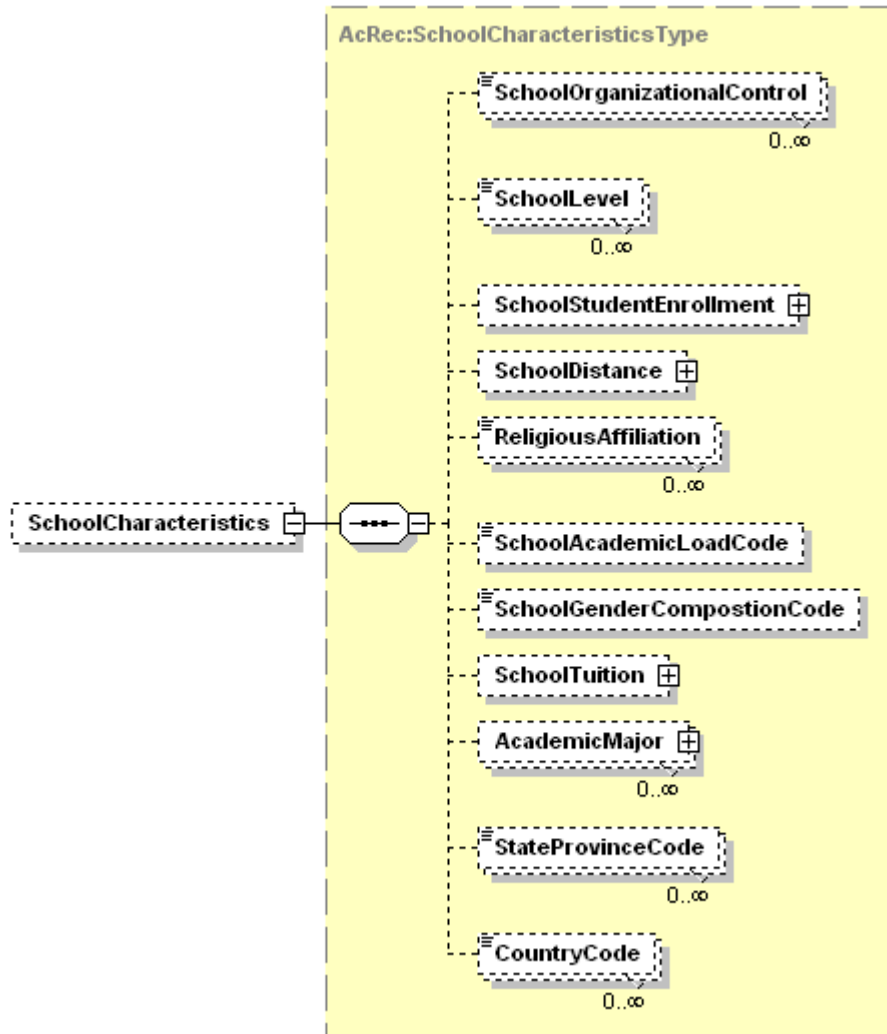 AcRec:SchoolCharacteristicsType
SchoolOrganizationalControl
0..∞
SchoolLevel
0..∞
SchoolStudentEnrollment
SchoolDistance
ReligiousAffiliation
0..∞
SchoolCharacteristics
SchoolAcademicLoadCode
SchoolGenderCompostionCode
SchoolTuition
AcademicMajor
0..∞
StateProvinceCode
0..∞
CountryCode
0..∞